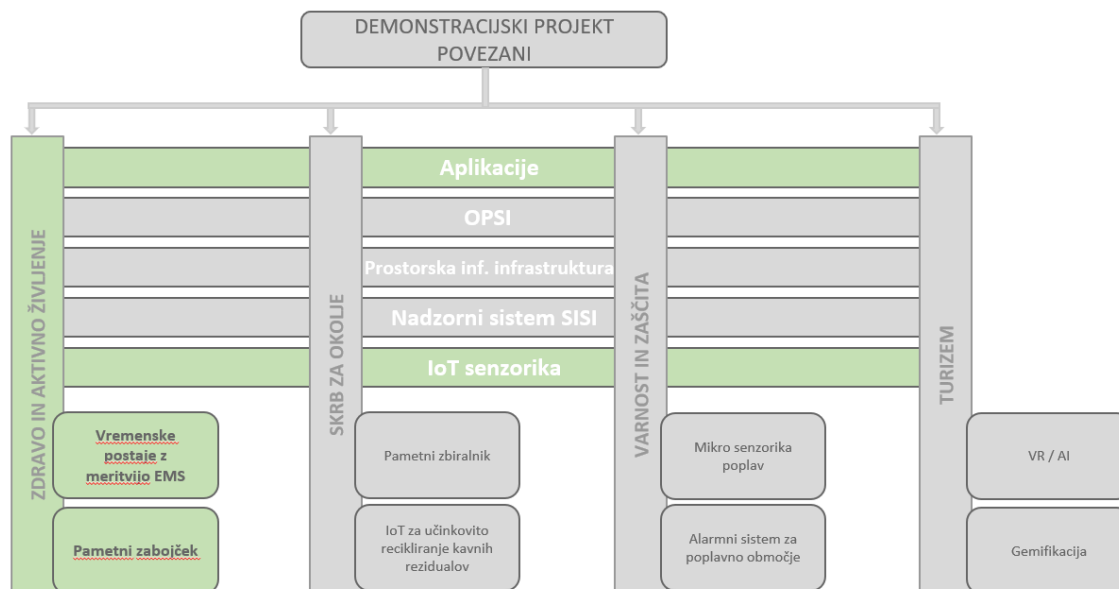 DEMONSTRACIJSKI PROJEKT
POVEZANI
Aplikacije
OPSI
Prostorska inf. infrastruktura
Nadzorni sistem SISI
IoT senzorika
ZDRAVO IN AKTIVNO ŽIVLJENJE
SKRB ZA OKOLJE
VARNOST IN ZAŠČITA
TURIZEM
Vremenske
postaje z
meritvijo EMS
Pametni zbiralnik
Mikro senzorika
poplav
VR / AI
Pametni zabojček
IoT za učinkovito
recikliranje kavnih
rezidualov
Alarmni sistem za
poplavno območje
Gemifikacija